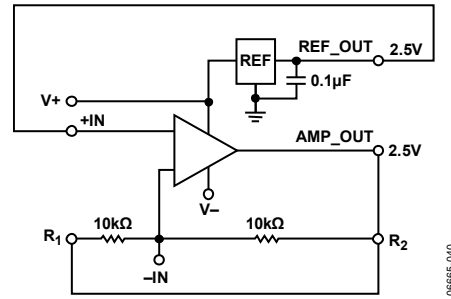 REF_OUT 2.5V
REF
0.1µF
V+
+IN
AMP_OUT
2.5V
V–
10kΩ 10kΩ
R1 R2
–IN
06665-040